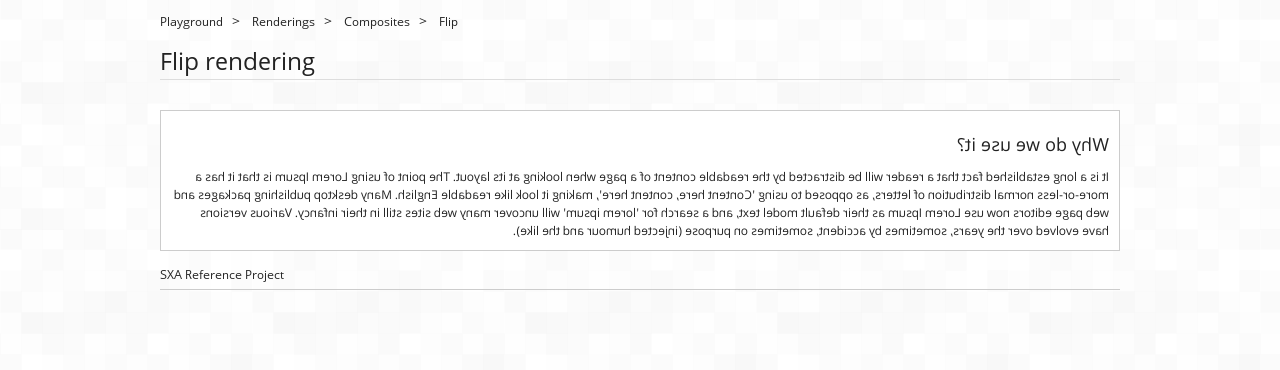 Playground > Renderings > Composites > Flip
Flip rendering
Why do we use it?
It is a long established fact that a reader will be distracted by the readable content of a page when looking at its layout. The point of using Lorem Ipsum is that it has a
more-or-less normal distribution of letters, as opposed to using 'Content here, content here', making it look like readable English. Many desktop publishing packages and
web page editors now use Lorem Ipsum as their default model text, and a search for 'lorem ipsum' will uncover many web sites still in their infancy. Various versions
have evolved over the years, sometimes by accident, sometimes on purpose (injected humour and the like).
SXA Reference Project